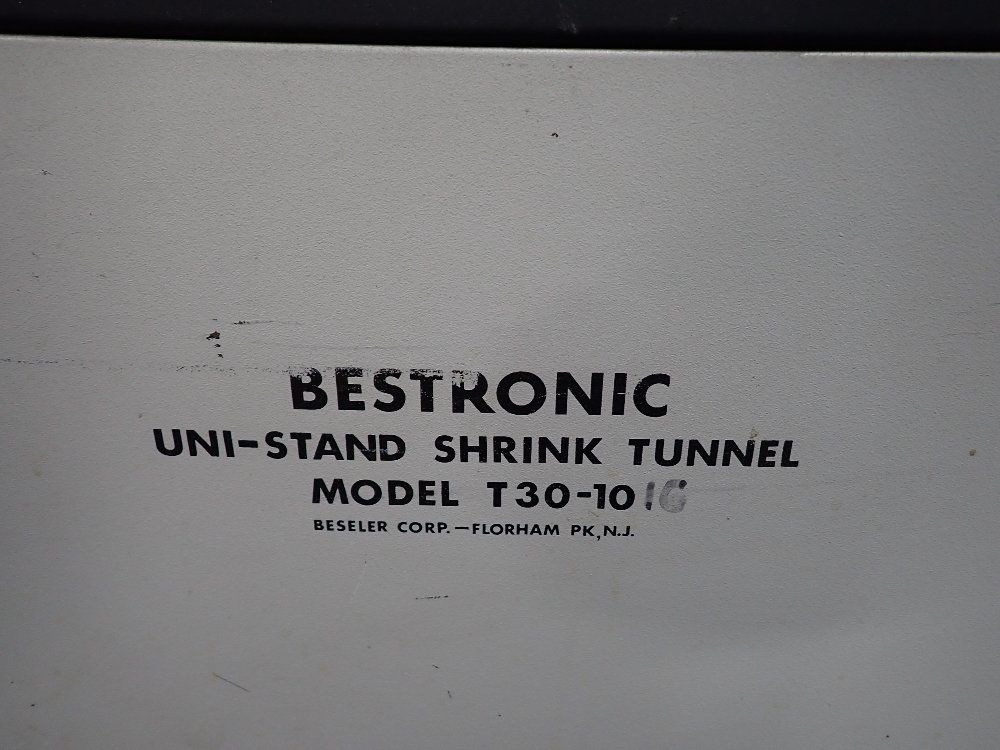 BESTRONIC
UNI-STAND SHRINK TUNNEL
MODEL T30-10
BESELER CORP.—FLORHAM PK,N.J.